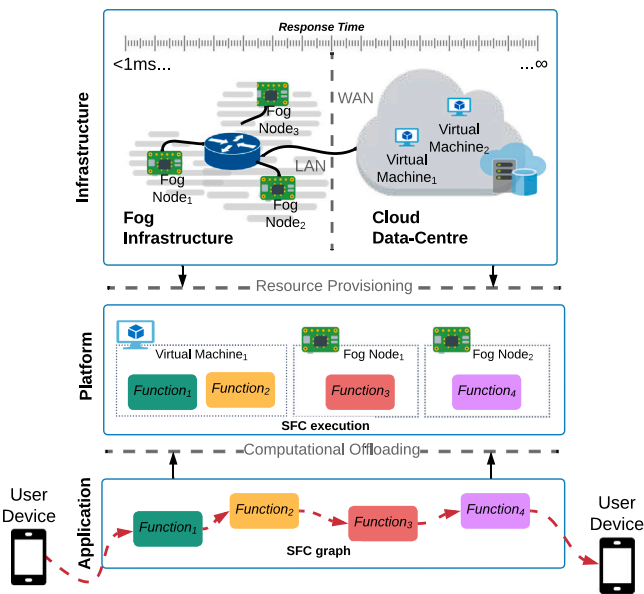 Response Time
<1ms...
...∞
WAN
Fog
Node₃
Virtual
Machine₂
Virtual
Machine₁
LAN
Fog
Node₁
Fog
Node₂
Fog
Infrastructure
Cloud
Data-Centre
Infrastructure
Resource Provisioning
Platform
Virtual Machine₁
Fog Node₁
Fog Node₂
Function₁
Function₂
Function₃
Function₄
SFC execution
Computational Offloading
Application
User
Device
Function₁
Function₂
Function₃
Function₄
SFC graph
User
Device